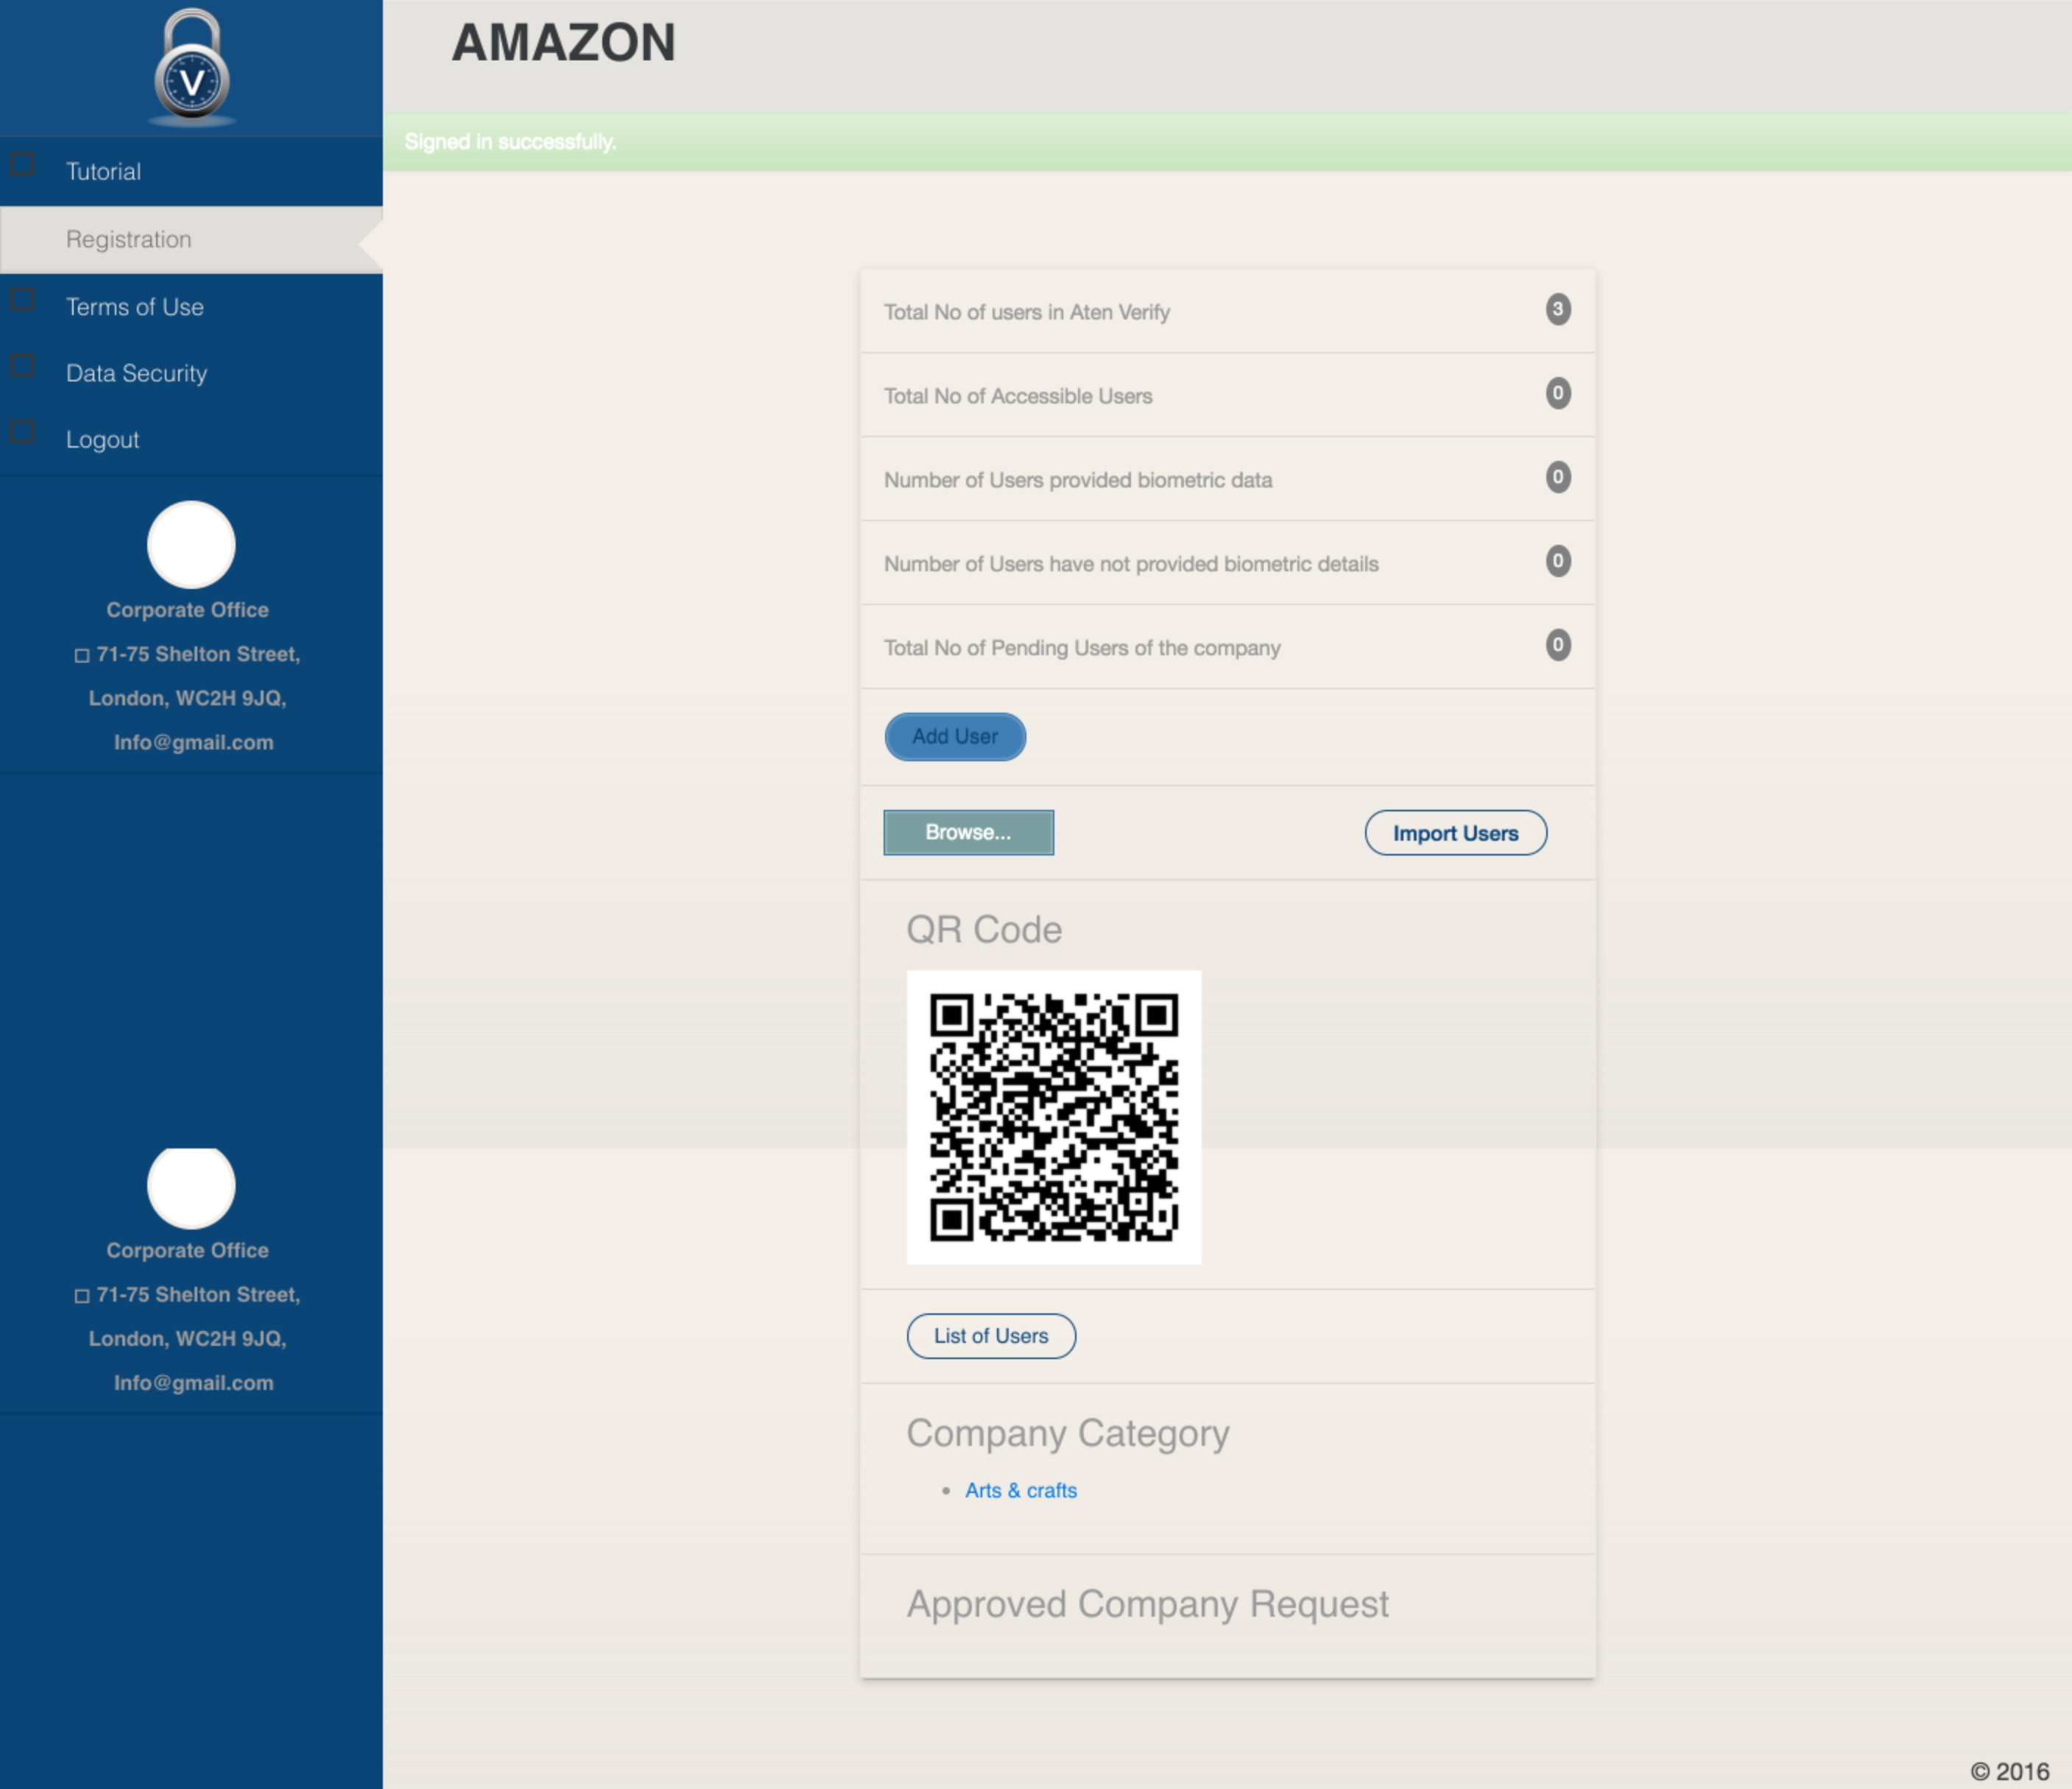 V
AMAZON
Signed in successfully.
Tutorial
Registration
Terms of Use
Data Security
Logout
Corporate Office
71-75 Shelton Street,
London, WC2H 9JQ,
Info@gmail.com
Total No of users in Aten Verify 3
Total No of Accessible Users 0
Number of Users provided biometric data 0
Number of Users have not provided biometric details 0
Total No of Pending Users of the company 0
Add User
Browse... Import Users
QR Code
Corporate Office
71-75 Shelton Street,
London, WC2H 9JQ,
Info@gmail.com
List of Users
Company Category
• Arts & crafts
Approved Company Request
© 2016